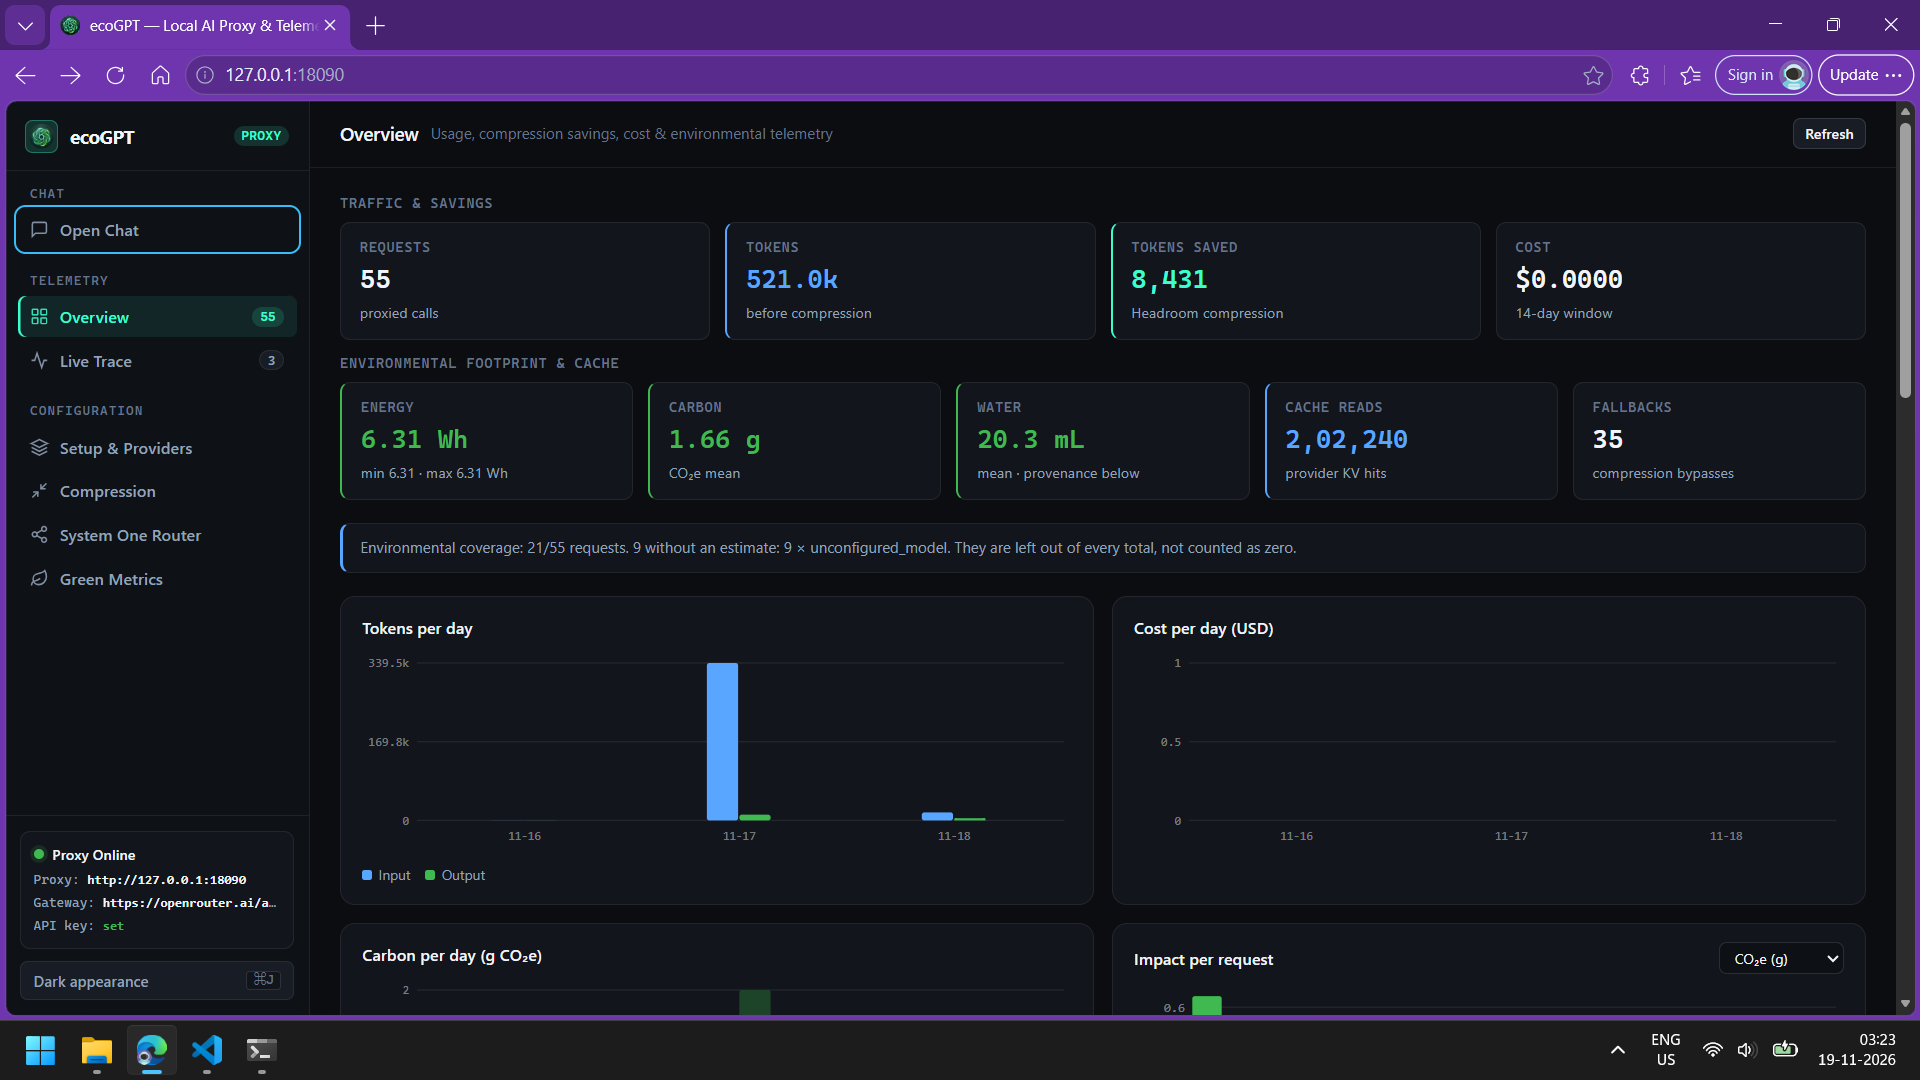 ecoGPT — Local AI Proxy & Telem
127.0.0.1:18090
Sign in
Update
ecoGPT
PROXY
CHAT
Open Chat
TELEMETRY
Overview
55
Live Trace
3
CONFIGURATION
Setup & Providers
Compression
System One Router
Green Metrics
Proxy Online
Proxy: http://127.0.0.1:18090
Gateway: https://openrouter.ai/a…
API key: set
Dark appearance
⌘J
Overview
Usage, compression savings, cost & environmental telemetry
Refresh
TRAFFIC & SAVINGS
REQUESTS
55
proxied calls
TOKENS
521.0k
before compression
TOKENS SAVED
8,431
Headroom compression
COST
$0.0000
14-day window
ENVIRONMENTAL FOOTPRINT & CACHE
ENERGY
6.31 Wh
min 6.31 · max 6.31 Wh
CARBON
1.66 g
CO₂e mean
WATER
20.3 mL
mean · provenance below
CACHE READS
2,02,240
provider KV hits
FALLBACKS
35
compression bypasses
Environmental coverage: 21/55 requests. 9 without an estimate: 9 × unconfigured_model. They are left out of every total, not counted as zero.
Tokens per day
339.5k
169.8k
0
11-16
11-17
11-18
Input
Output
Cost per day (USD)
1
0.5
0
11-16
11-17
11-18
Carbon per day (g CO₂e)
2
Impact per request
CO₂e (g)
0.6
ENG
US
03:23
19-11-2026